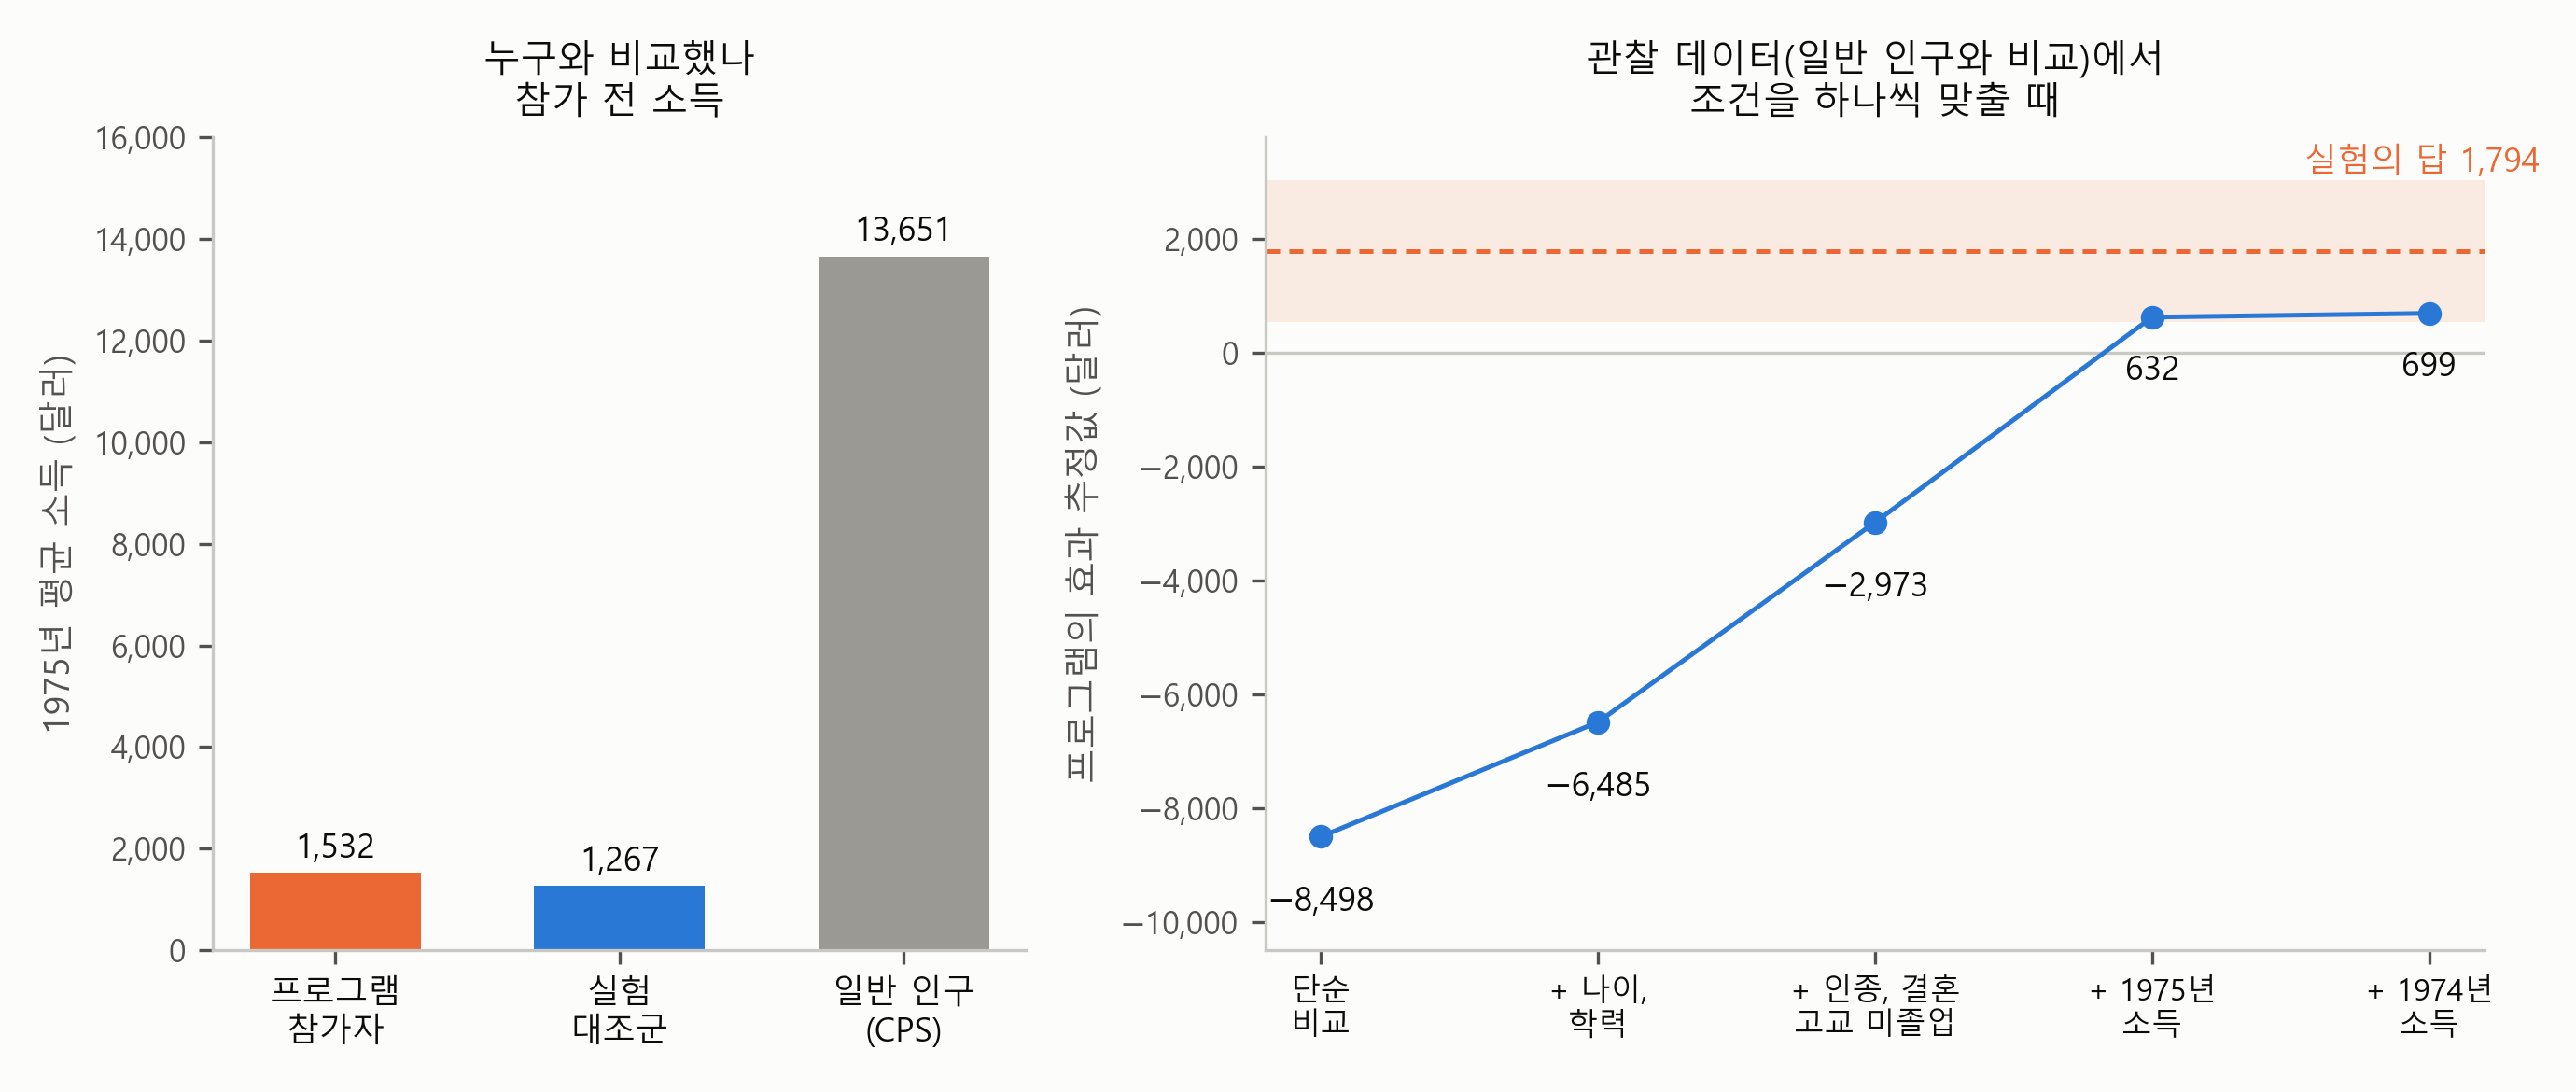 누구와 비교했나
참가 전 소득
1975년 평균 소득 (달러)
16,000
14,000
12,000
10,000
8,000
6,000
4,000
2,000
0
1,532
1,267
13,651
프로그램
참가자
실험
대조군
일반 인구
(CPS)
관찰 데이터(일반 인구와 비교)에서
조건을 하나씩 맞출 때
프로그램의 효과 추정값 (달러)
실험의 답 1,794
2,000
0
−2,000
−4,000
−6,000
−8,000
−10,000
−8,498
−6,485
−2,973
632
699
단순
비교
+ 나이,
학력
+ 인종, 결혼
고교 미졸업
+ 1975년
소득
+ 1974년
소득